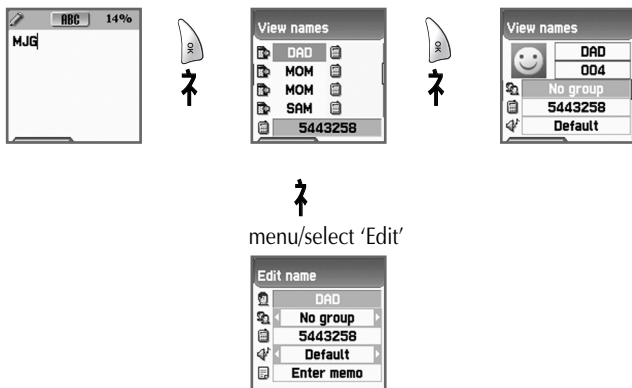 ABC 14%
MJG
OK
View names
DAD
MOM
MOM
SAM
5443258
OK
View names
DAD
004
No group
5443258
Default
menu/select ‘Edit’
Edit name
DAD
No group
5443258
Default
Enter memo